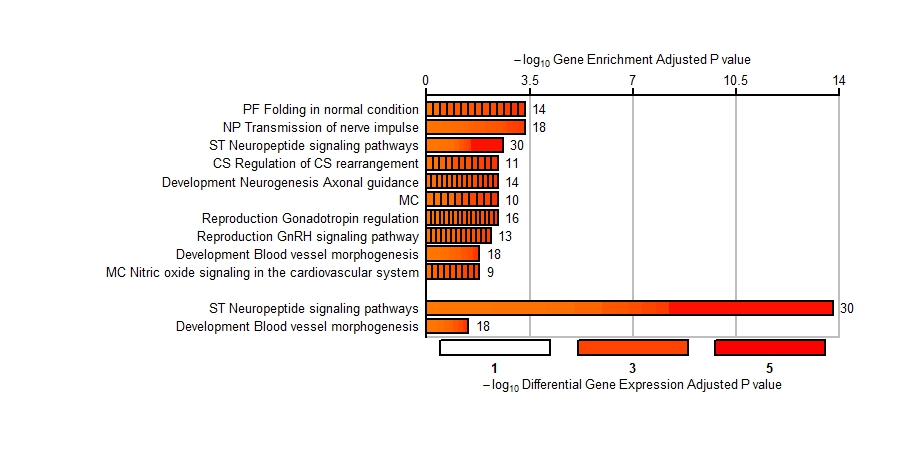 –log10 Gene Enrichment Adjusted P value
0 3.5 7 10.5 14
PF Folding in normal condition 14
NP Transmission of nerve impulse 18
ST Neuropeptide signaling pathways 30
CS Regulation of CS rearrangement 11
Development Neurogenesis Axonal guidance 14
MC 10
Reproduction Gonadotropin regulation 16
Reproduction GnRH signaling pathway 13
Development Blood vessel morphogenesis 18
MC Nitric oxide signaling in the cardiovascular system 9
ST Neuropeptide signaling pathways 30
Development Blood vessel morphogenesis 18
1 3 5
–log10 Differential Gene Expression Adjusted P value